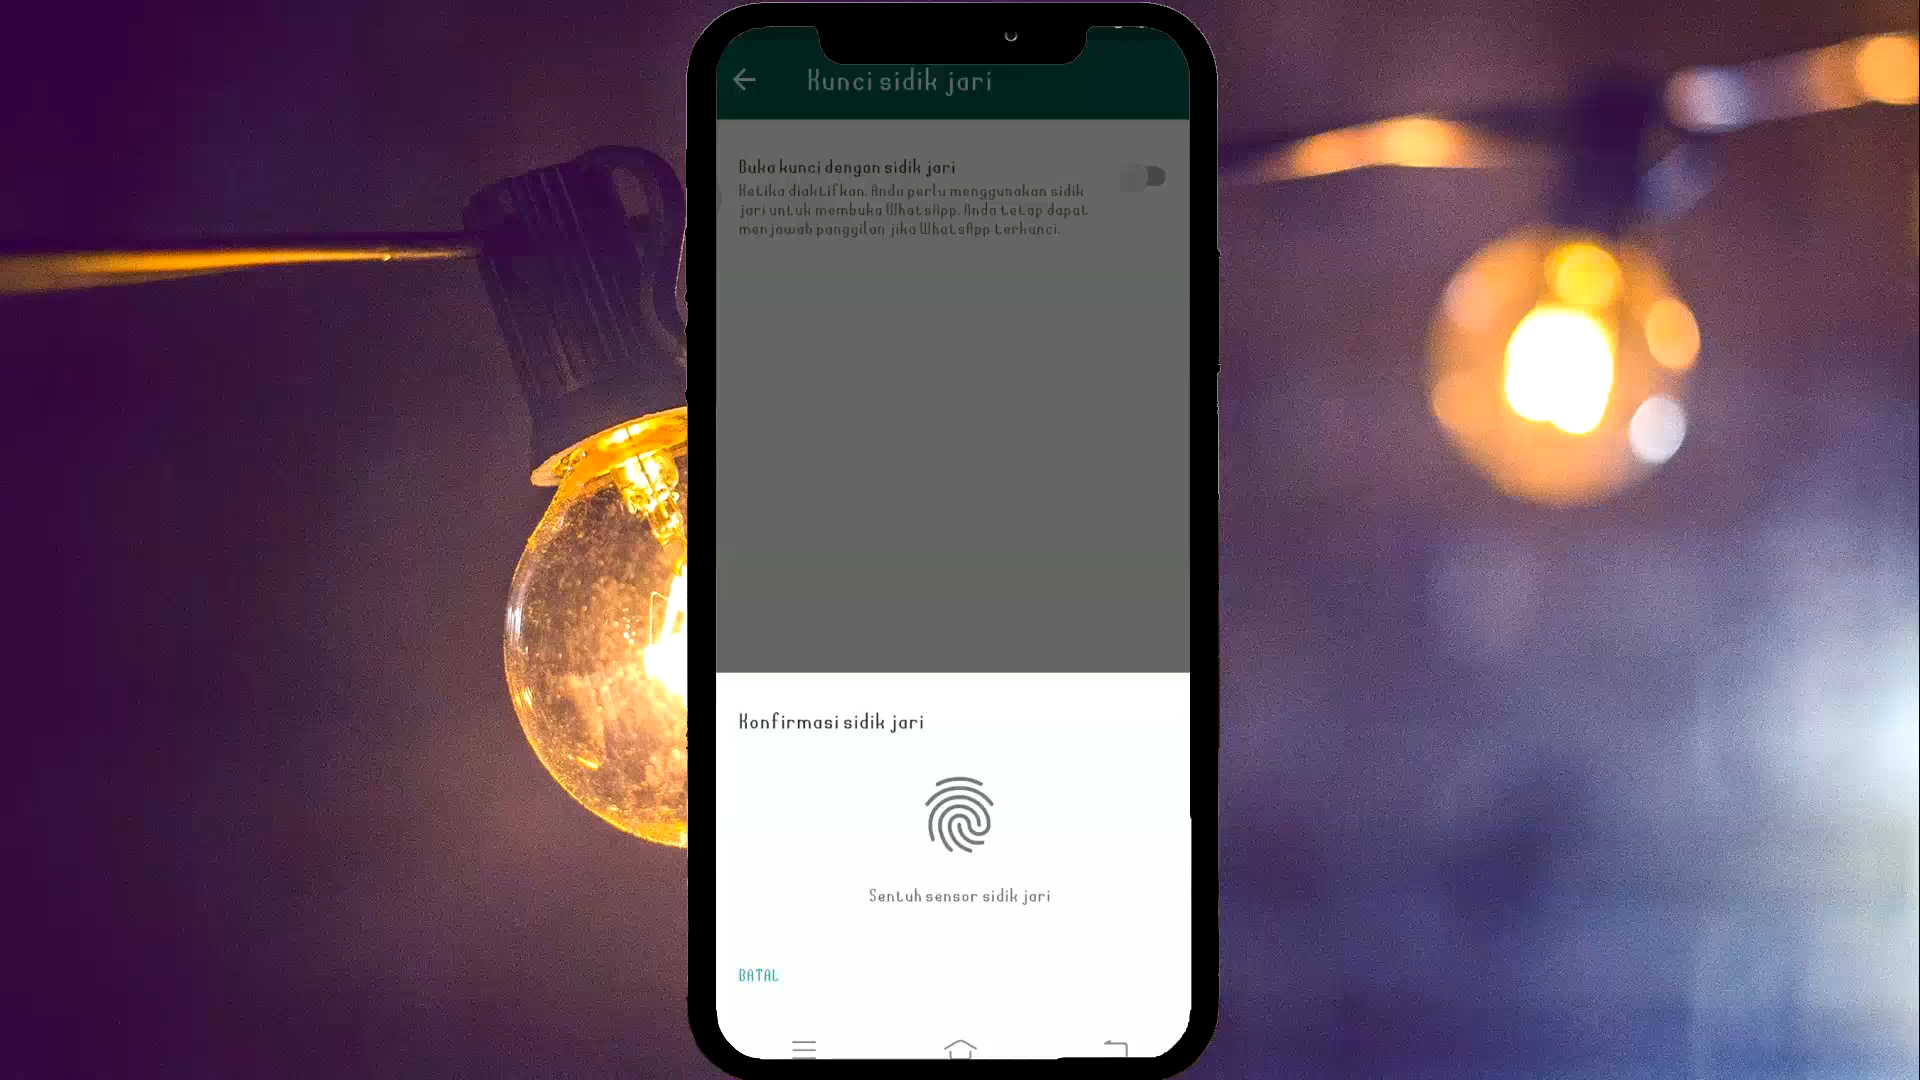 Kunci sidik jari
Buka kunci dengan sidik jari
Ketika diaktifkan, Anda perlu menggunakan sidik
jari untuk membuka WhatsApp. Anda tetap dapat
menjawab panggilan jika WhatsApp terkunci.
Konfirmasi sidik jari
Sentuh sensor sidik jari
BATAL